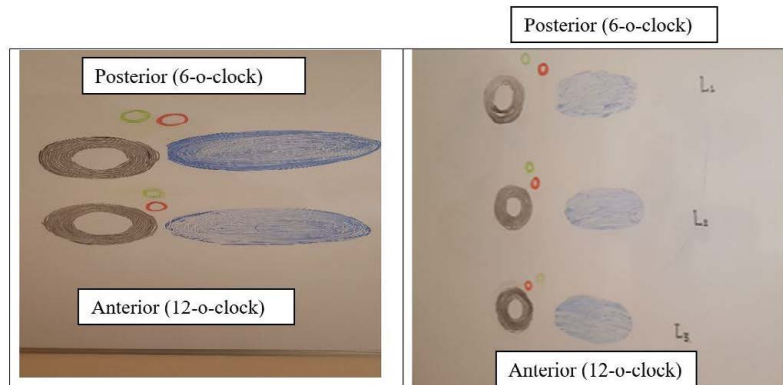 Posterior (6-o-clock)
Anterior (12-o-clock)
Posterior (6-o-clock)
L1
L2
L3
Anterior (12-o-clock)